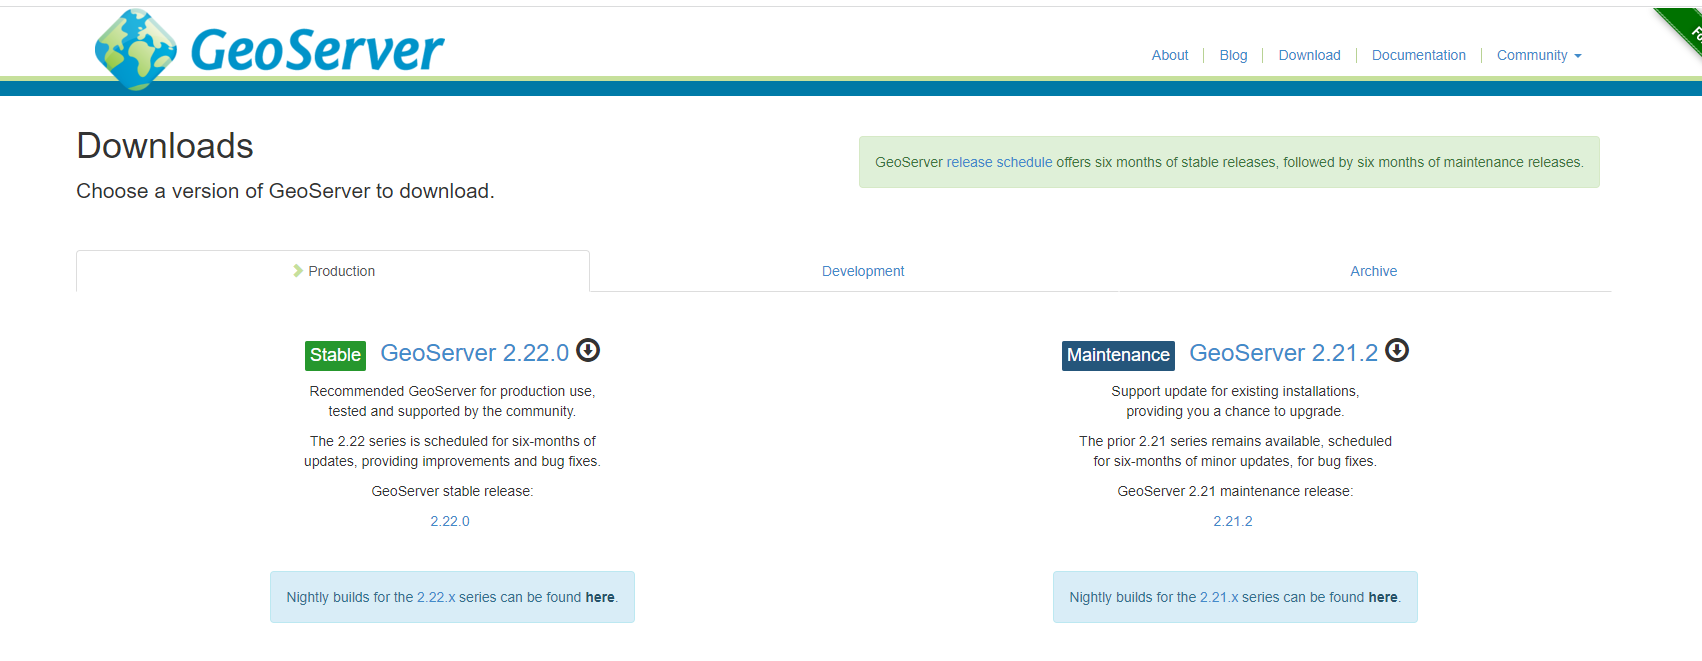 GeoServer
About
Blog
Download
Documentation
Community
Downloads
Choose a version of GeoServer to download.
GeoServer release schedule offers six months of stable releases, followed by six months of maintenance releases.
Production
Development
Archive
Stable GeoServer 2.22.0
Recommended GeoServer for production use,
tested and supported by the community.
The 2.22 series is scheduled for six-months of
updates, providing improvements and bug fixes.
GeoServer stable release:
2.22.0
Nightly builds for the 2.22.x series can be found here.
Maintenance GeoServer 2.21.2
Support update for existing installations,
providing you a chance to upgrade.
The prior 2.21 series remains available, scheduled
for six-months of minor updates, for bug fixes.
GeoServer 2.21 maintenance release:
2.21.2
Nightly builds for the 2.21.x series can be found here.